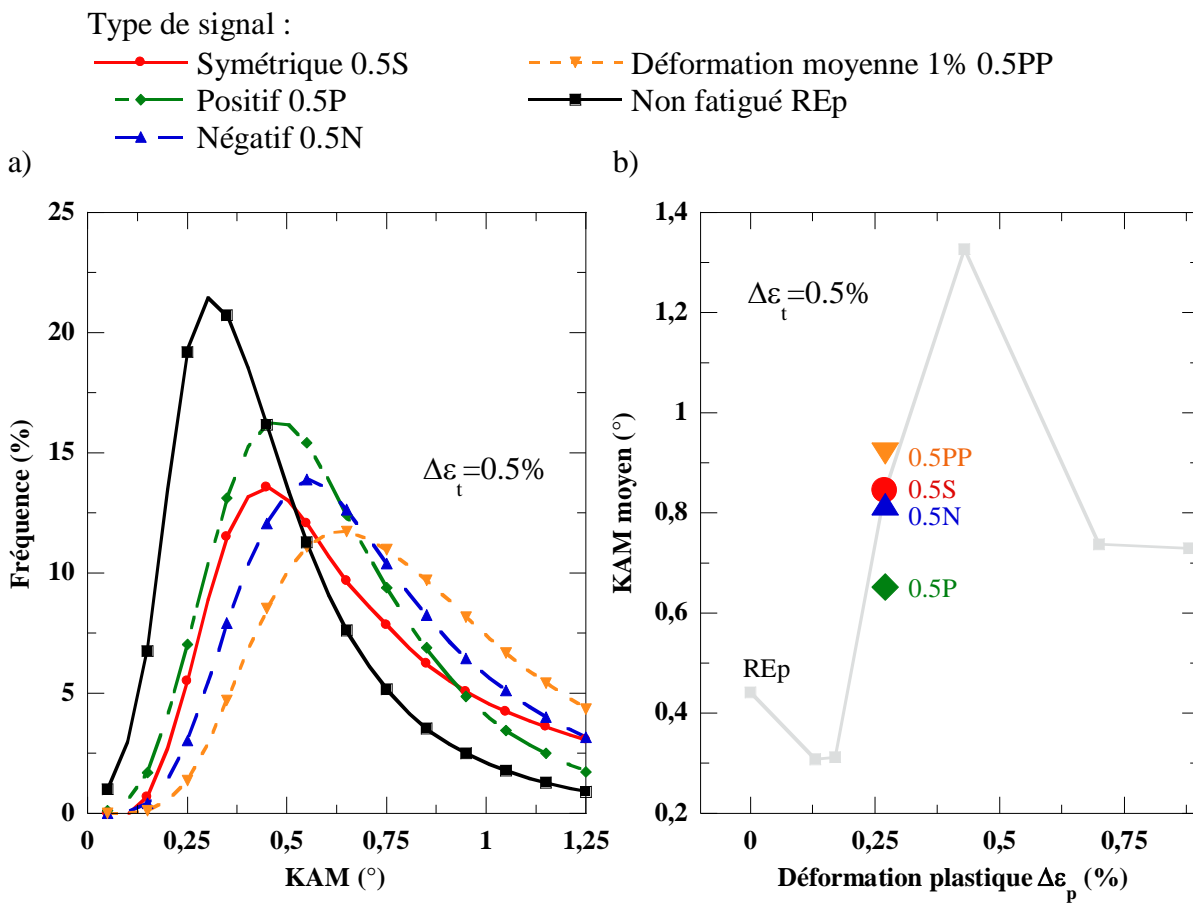 Type de signal :
Symétrique 0.5S
Déformation moyenne 1% 0.5PP
Positif 0.5P
Non fatigué REp
Négatif 0.5N
a)
b)
25
20
15
10
5
0
Fréquence (%)
Δεt=0.5%
0
0,25
0,5
0,75
1
1,25
KAM (°)
1,4
1,2
1
0,8
0,6
0,4
0,2
KAM moyen (°)
Δεt=0.5%
0.5PP
0.5S
0.5N
0.5P
REp
0
0,25
0,5
0,75
Déformation plastique Δεp (%)